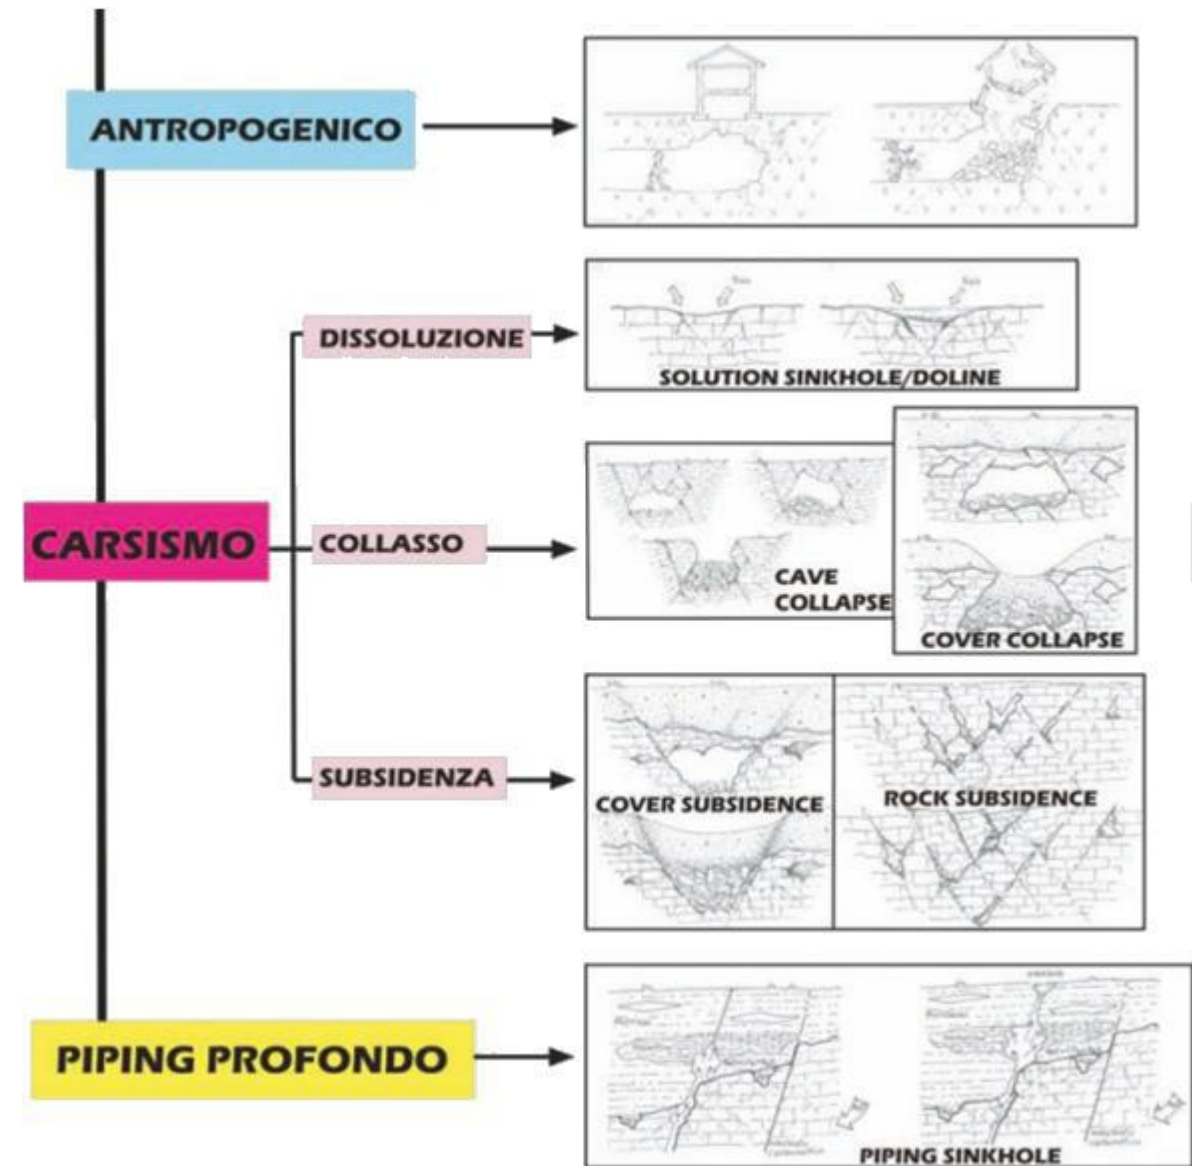 ANTROPOGENICO
DISSOLUZIONE
SOLUTION SINKHOLE/DOLINE
CARSISMO
COLLASSO
CAVE
COLLAPSE
COVER COLLAPSE
SUBSIDENZA
COVER SUBSIDENCE
ROCK SUBSIDENCE
PIPING PROFONDO
PIPING SINKHOLE